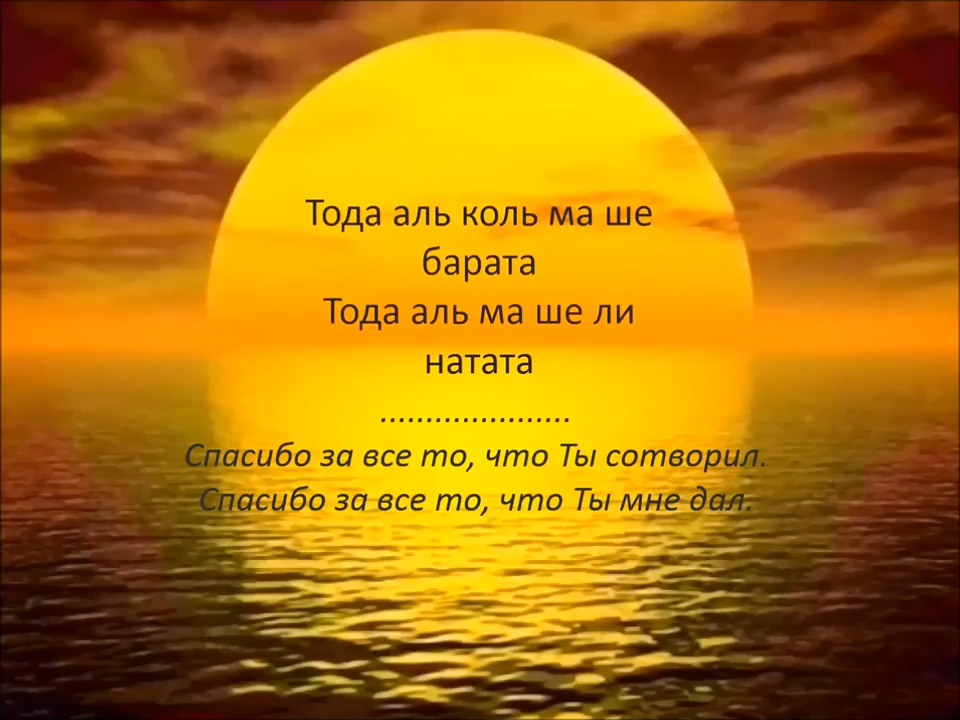 Тода аль коль ма ше
барата
Тода аль ма ше ли
натата
.....................
Спасибо за все то, что Ты сотворил.
Спасибо за все то, что Ты мне дал.